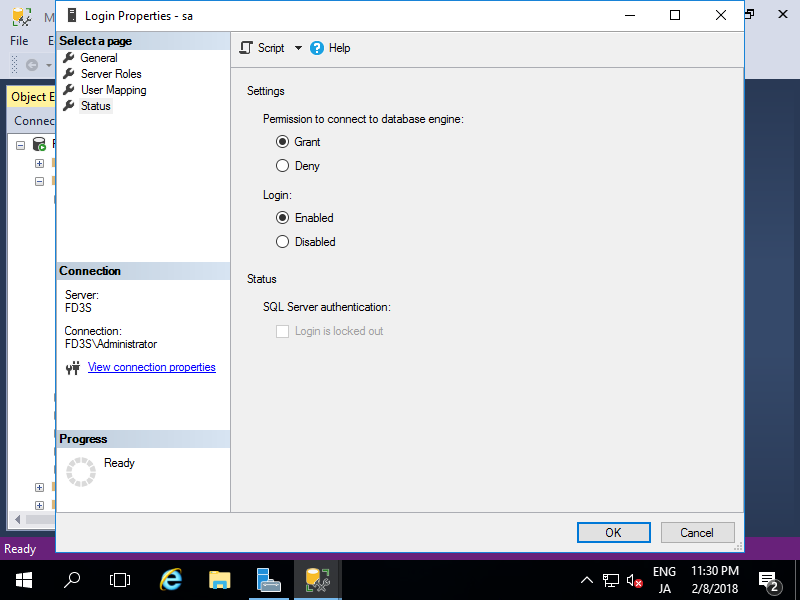 Login Properties - sa
M
File
E
Select a page
General
Server Roles
User Mapping
Status
Script
Help
Settings
Permission to connect to database engine:
Grant
Deny
Login:
Enabled
Disabled
Status
SQL Server authentication:
Login is locked out
Object E
Connec
Connection
Server:
FD3S
Connection:
FD3S\Administrator
View connection properties
Progress
Ready
OK
Cancel
Ready
ENG
JA
11:30 PM
2/8/2018
2